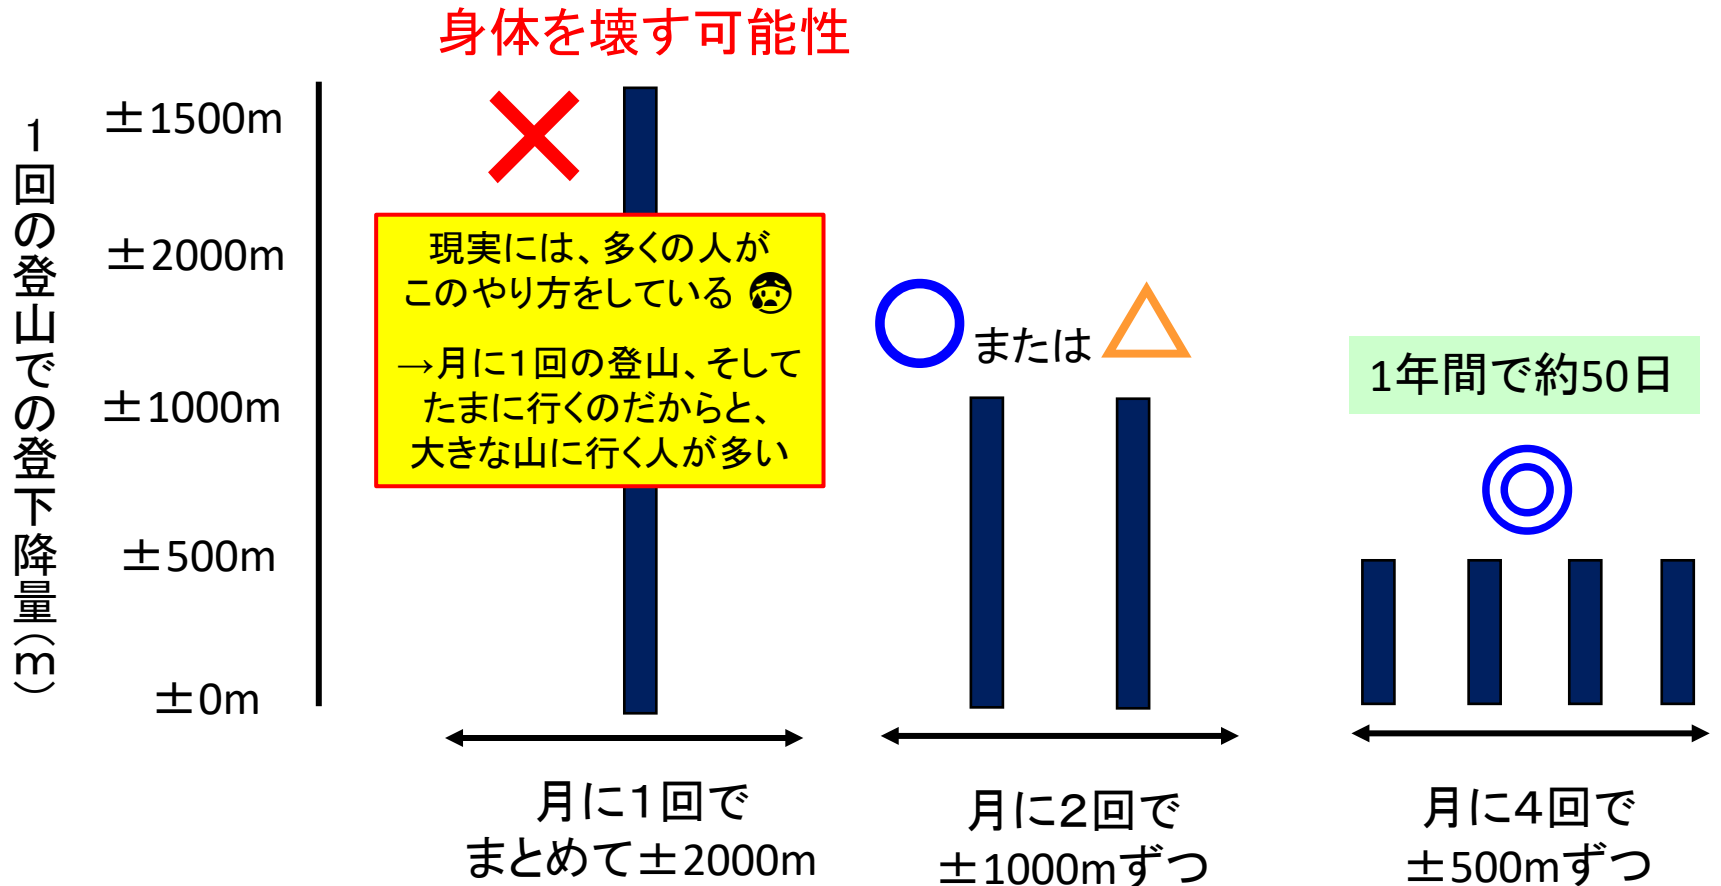 身体を壊す可能性
1回の登山での登下降量(m)
±1500m
±2000m
±1000m
±500m
±0m
現実には、多くの人が
このやり方をしている
→月に1回の登山、そして
たまに行くのだからと、
大きな山に行く人が多い
または
1年間で約50日
月に1回で
まとめて±2000m
月に2回で
±1000mずつ
月に4回で
±500mずつ